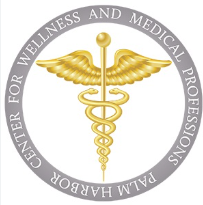 CENTER FOR WELLNESS AND MEDICAL PROFESSIONS
PALM HARBOR